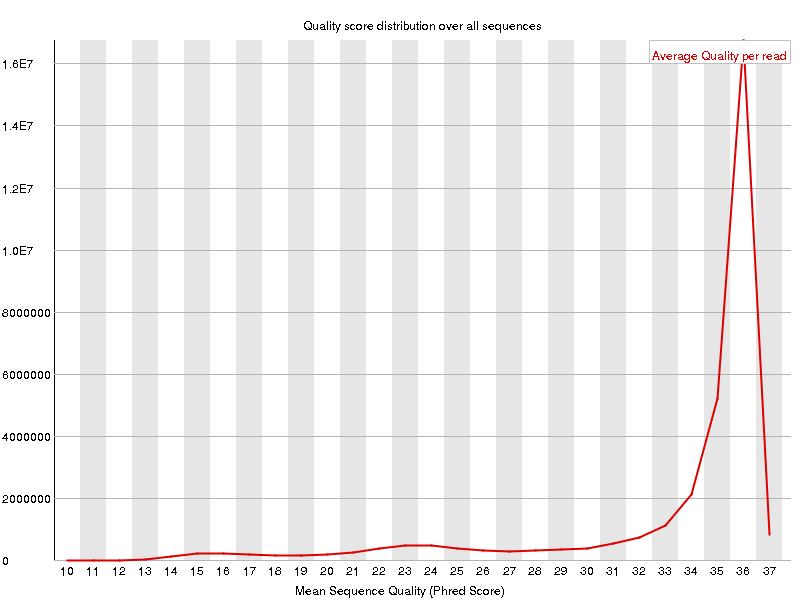 Quality score distribution over all sequences
Average Quality per read
1.6E7
1.4E7
1.2E7
1.0E7
8000000
6000000
4000000
2000000
0
10 11 12 13 14 15 16 17 18 19 20 21 22 23 24 25 26 27 28 29 30 31 32 33 34 35 36 37
Mean Sequence Quality (Phred Score)